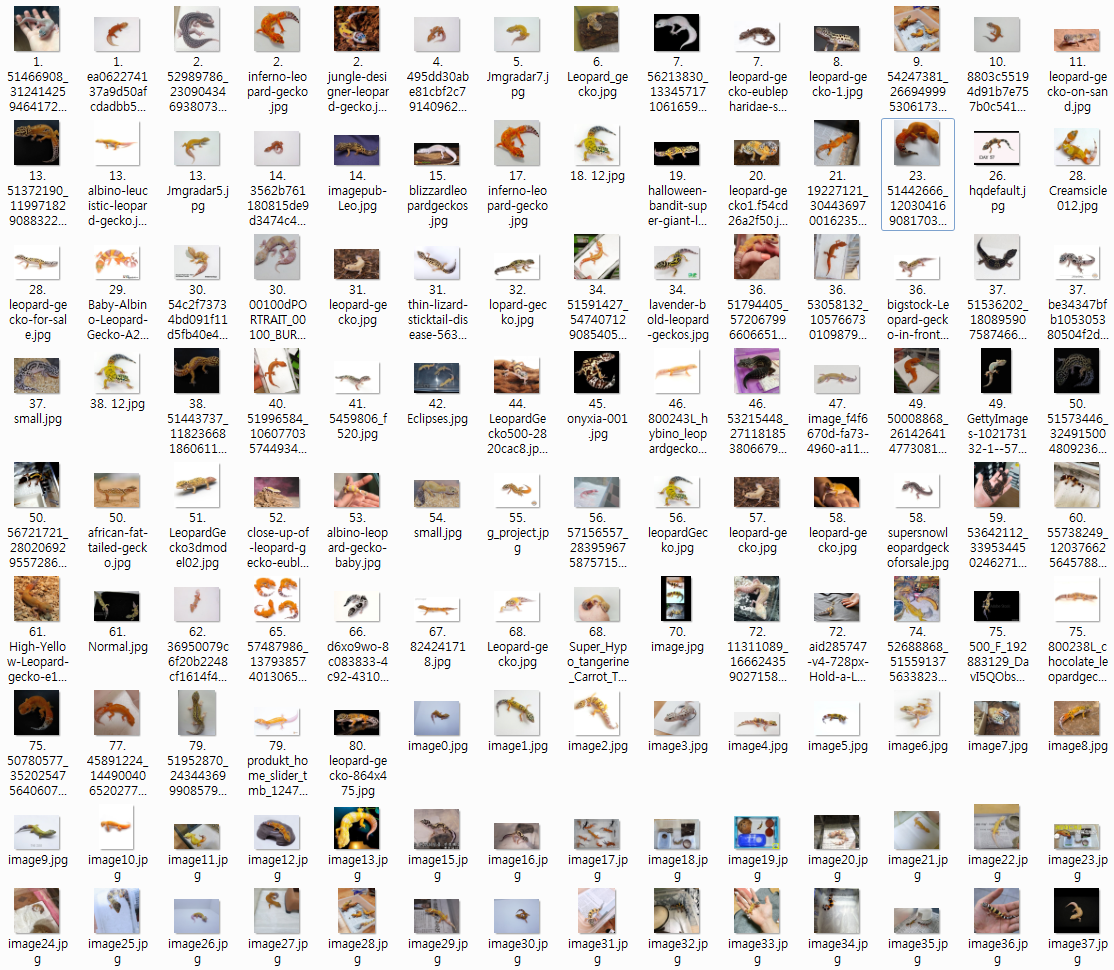 1. 1. 2. 2. 2. 4. 5. 6. 7. 7. 8. 9. 10. 11.
51466908_ ea0622741 52989786_ inferno-leo jungle-desi 495dd30ab Jmgradar7.j Leopard_ge 56213830_ leopard-ge leopard-ge 54247381_ 8803c5519 leopard-ge
31241425 37a9d50af 23090434 pard-gecko gner-leopar e81cbf2c7 pg cko.jpg 13345717 cko-eublep cko-1.jpg 26694999 4d91b7e75 cko-on-san
9464172... cdadbb5... 6938073... .jpg d-gecko.j... 9140962... 1061659... haridae-s... 5306173... 7b0c541... d.jpg
13. 13. 13. 14. 14. 15. 17. 18. 12.jpg 19. 20. 21. 23. 26. 28.
51372190_ albino-leuc Jmgradar5.j 3562b761 imagepub- blizzardleo inferno-leo halloween- leopard-ge 19227121_ 51442666_ hqdefault.j Creamsicle
11997182 istic-leopar pg 180815de9 Leo.jpg pardgeckos pard-gecko bandit-sup cko1.f54cd 30443697 12030416 pg 012.jpg
9088322... d-gecko.j... d3474c4... .jpg .jpg er-giant-l... 26a2f50.j... 0016235... 9081703...
28. 29. 30. 30. 31. 31. 32. 34. 34. 36. 36. 36. 37. 37.
leopard-ge Baby-Albin 54c2f7373 00100dPO leopard-ge thin-lizard- lopard-gec 51591427_ lavender-b 51794405_ 53058132_ bigstock-Le 51536202_ be34347bf
cko-for-sal o-Leopard- 4bd091f11 RTRAIT_00 cko.jpg sticktail-dis ko.jpg 54740712 old-leopard 57206799 10576673 opard-geck 18089590 b1053053
e.jpg Gecko-A2... d5fb40e4... 100_BUR... ease-563... 9085405... -geckos.jpg 6606651... 0109879... o-in-front... 7587466... 80504f2d...
37. 38. 12.jpg 38. 40. 41. 42. 44. 45. 46. 46. 47. 49. 49. 50.
small.jpg 51443737_ 51996584_ 5459806_f Eclipses.jpg LeopardGe onyxia-001 800243L_h 53215448_ image_f4f6 50008868_ GettyImage 51573446_
11823668 10607703 520.jpg cko500-28 .jpg ybino_leop 27118185 670d-fa73- 26142641 s-1021731 32491500
1860611... 5744934... 20cac8.jp... ardgecko... 3806679... 4960-a11... 4773081... 32-1--57... 4809236...
50. 50. 51. 52. 53. 54. 55. 56. 56. 57. 58. 58. 59. 60.
56721721_ african-fat- LeopardGe close-up-of albino-leop small.jpg g_project.jp 57156557_ leopardGec leopard-ge leopard-ge supersnowl 53642112_ 55738249_
28020692 tailed-geck cko3dmod -leopard-g ard-gecko- g 28395967 ko.jpg cko.jpg cko.jpg eopardgeck 33953445 12037662
9557286... o.jpg el02.jpg ecko-eubl... baby.jpg 5875715... oforsale.jpg 0246271... 5645788...
61. 61. 62. 65. 66. 67. 68. 68. 70. 72. 72. 74. 75. 75.
High-Yello Normal.jpg 36950079c 57487986_ d6xo9wo-8 82424171 Leopard-ge Super_Hyp image.jpg 11311089_ aid285747 52688868_ 500_F_192 800238L_c
w-Leopard- c6f20b2248 13793857 c083833-4 8.jpg cko.jpg o_tangerine 16662435 -v4-728px- 51559137 883129_Da hocolate_le
gecko-e1... cf1614f4... 4013065... c92-4310... _Carrot_T... 9027158... Hold-a-L... 5633823... vI5QObs... opardgec...
75. 77. 79. 79. 80. image0.jpg image1.jpg image2.jpg image3.jpg image4.jpg image5.jpg image6.jpg image7.jpg image8.jpg
50780577_ 45891224_ 51952870_ produkt_ho leopard-ge
35202547 14490040 24344369 me_slider_t cko-864x4
5640607... 6520277... 9908579... mb_1247... 75.jpg
image9.jpg image10.jp image11.jp image12.jp image13.jp image15.jp image16.jp image17.jp image18.jp image19.jp image20.jp image21.jp image22.jp image23.jp
g g g g g g g g g g g g g
image24.jp image25.jp image26.jp image27.jp image28.jp image29.jp image30.jp image31.jp image32.jp image33.jp image34.jp image35.jp image36.jp image37.jp
g g g g g g g g g g g g g g